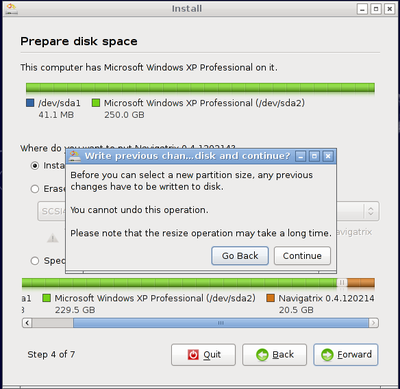 Install
Prepare disk space
This computer has Microsoft Windows XP Professional on it.
/dev/sda1
41.1 MB
Microsoft Windows XP Professional (/dev/sda2)
250.0 GB
Where do you want to put Navigatrix 0.4.120214?
Insta
Erase
SCSI
avigatrix
Spec
Write previous chan...disk and continue?
Before you can select a new partition size, any previous
changes have to be written to disk.
You cannot undo this operation.
Please note that the resize operation may take a long time.
Go Back
Continue
a1
3
Microsoft Windows XP Professional (/dev/sda2)
229.5 GB
Navigatrix 0.4.120214
20.5 GB
Step 4 of 7
Quit
Back
Forward